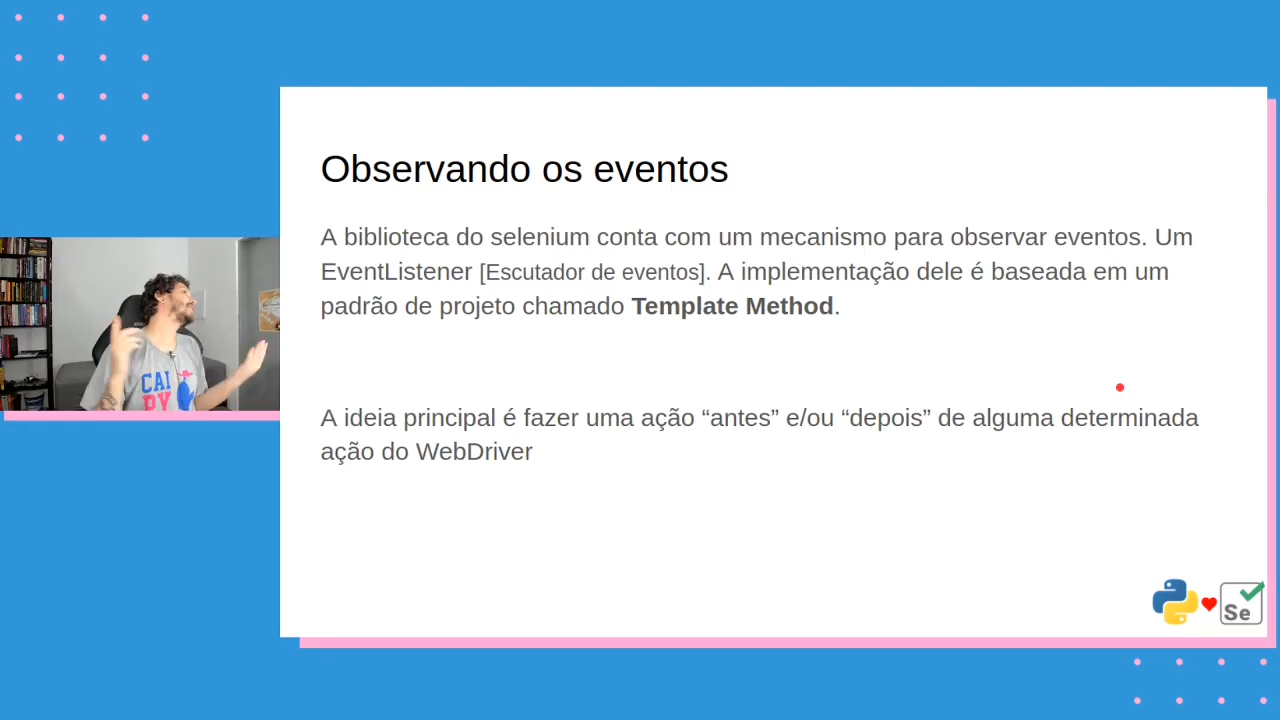 Observando os eventos
A biblioteca do selenium conta com um mecanismo para observar eventos. Um
EventListener [Escutador de eventos]. A implementação dele é baseada em um
padrão de projeto chamado Template Method.
A ideia principal é fazer uma ação “antes” e/ou “depois” de alguma determinada
ação do WebDriver
CAI
PY
Se